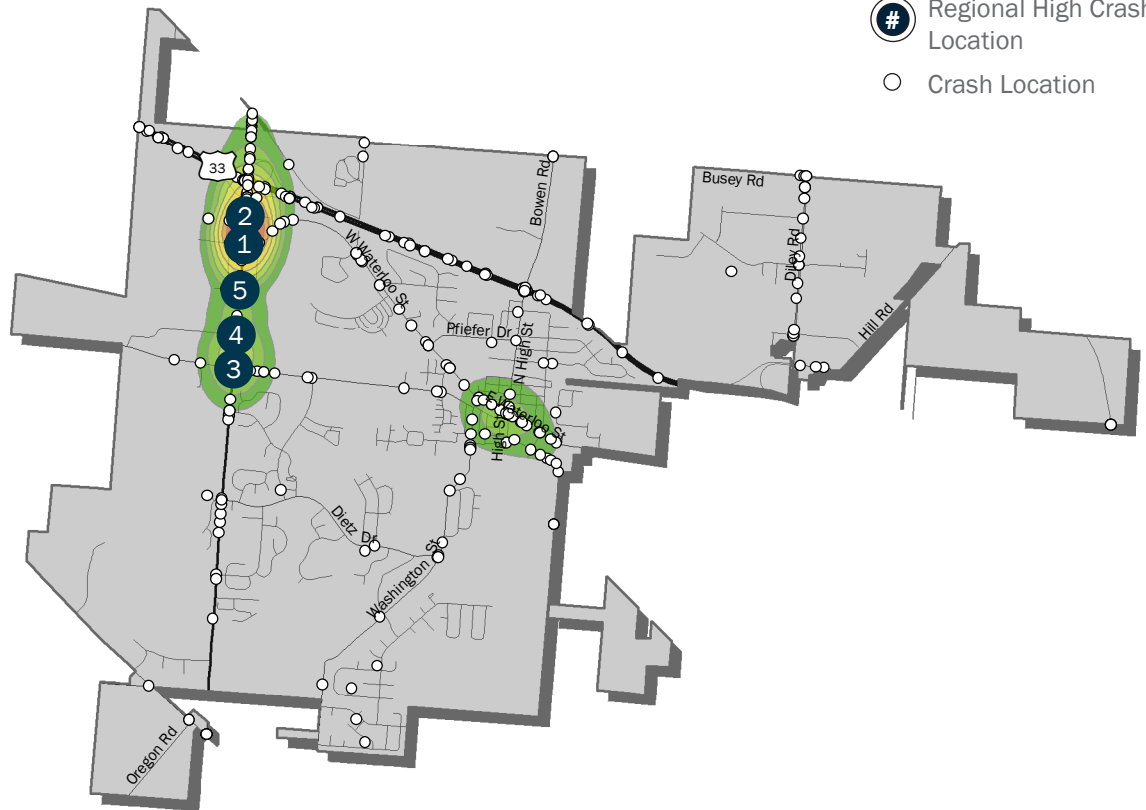 #
Regional High Crash
Location
Crash Location
33
2
1
5
4
3
W Waterloo St
Bowen Rd
Busey Rd
Diley Rd
Hill Rd
Pfiefer Dr
N High St
E Waterloo St
High St
Dietz Dr
Washington St
Oregon Rd